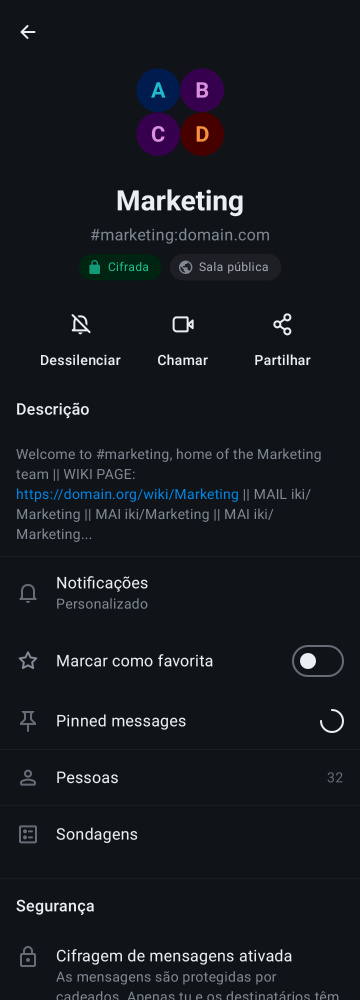 A B
C D
Marketing
#marketing:domain.com
Cifrada Sala pública
Dessilenciar Chamar Partilhar
Descrição
Welcome to #marketing, home of the Marketing
team || WIKI PAGE:
https://domain.org/wiki/Marketing || MAIL iki/
Marketing || MAI iki/Marketing || MAI iki/
Marketing...
Notificações
Personalizado
Marcar como favorita
Pinned messages
Pessoas 32
Sondagens
Segurança
Cifragem de mensagens ativada
As mensagens são protegidas por
cadeados. Apenas tu e os destinatários têm